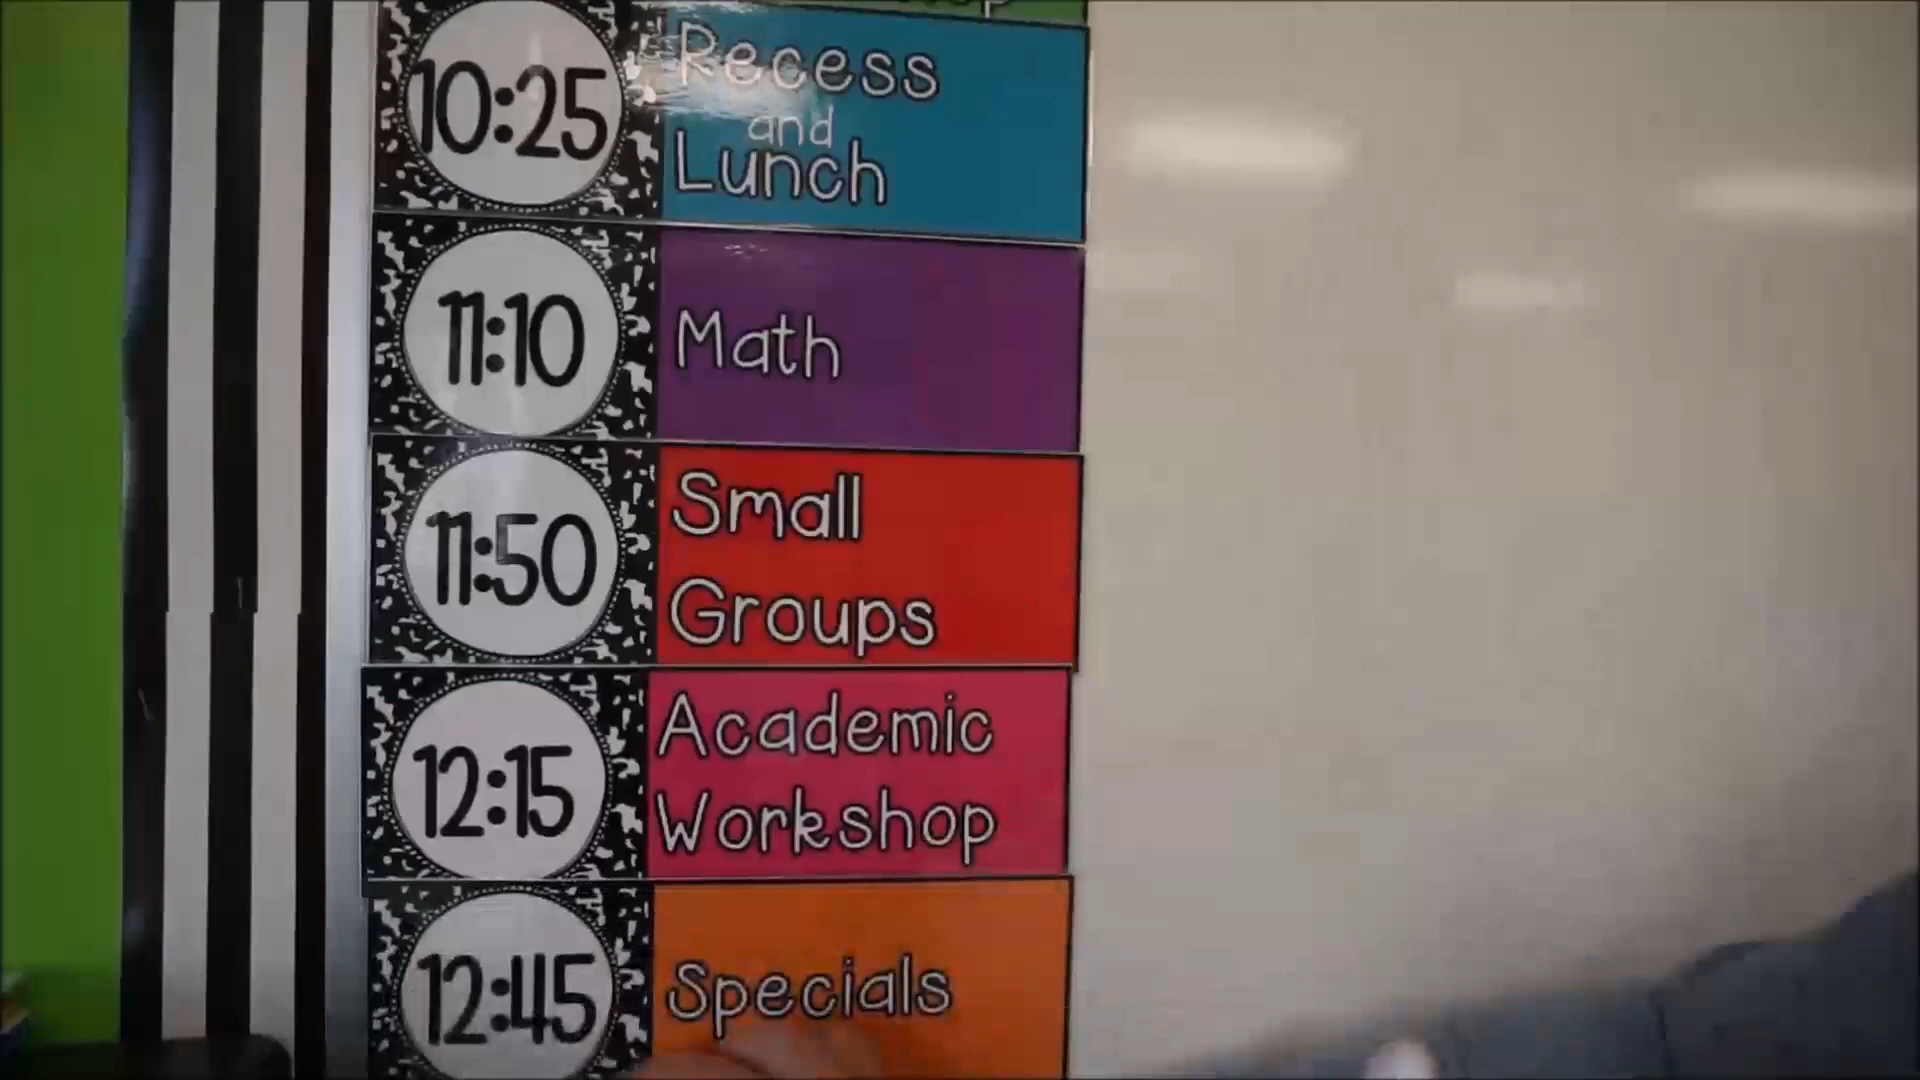 10:25
Recess
and
Lunch
11:10
Math
11:50
Small
Groups
12:15
Academic
Workshop
12:45
Specials